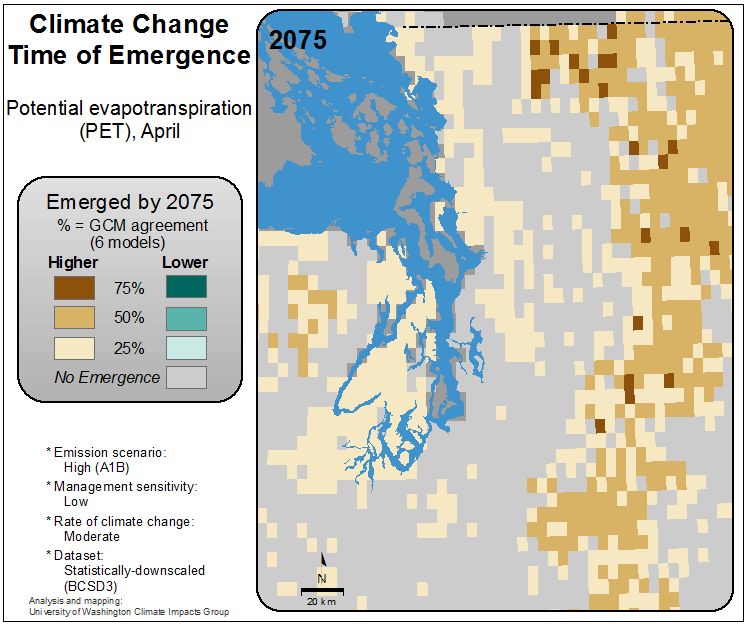 Climate Change
Time of Emergence
Potential evapotranspiration
(PET), April
Emerged by 2075
% = GCM agreement
(6 models)
Higher Lower
75%
50%
25%
No Emergence
* Emission scenario:
High (A1B)
* Management sensitivity:
Low
* Rate of climate change:
Moderate
* Dataset:
Statistically-downscaled
(BCSD3)
Analysis and mapping:
University of Washington Climate Impacts Group
2075
N
20 km